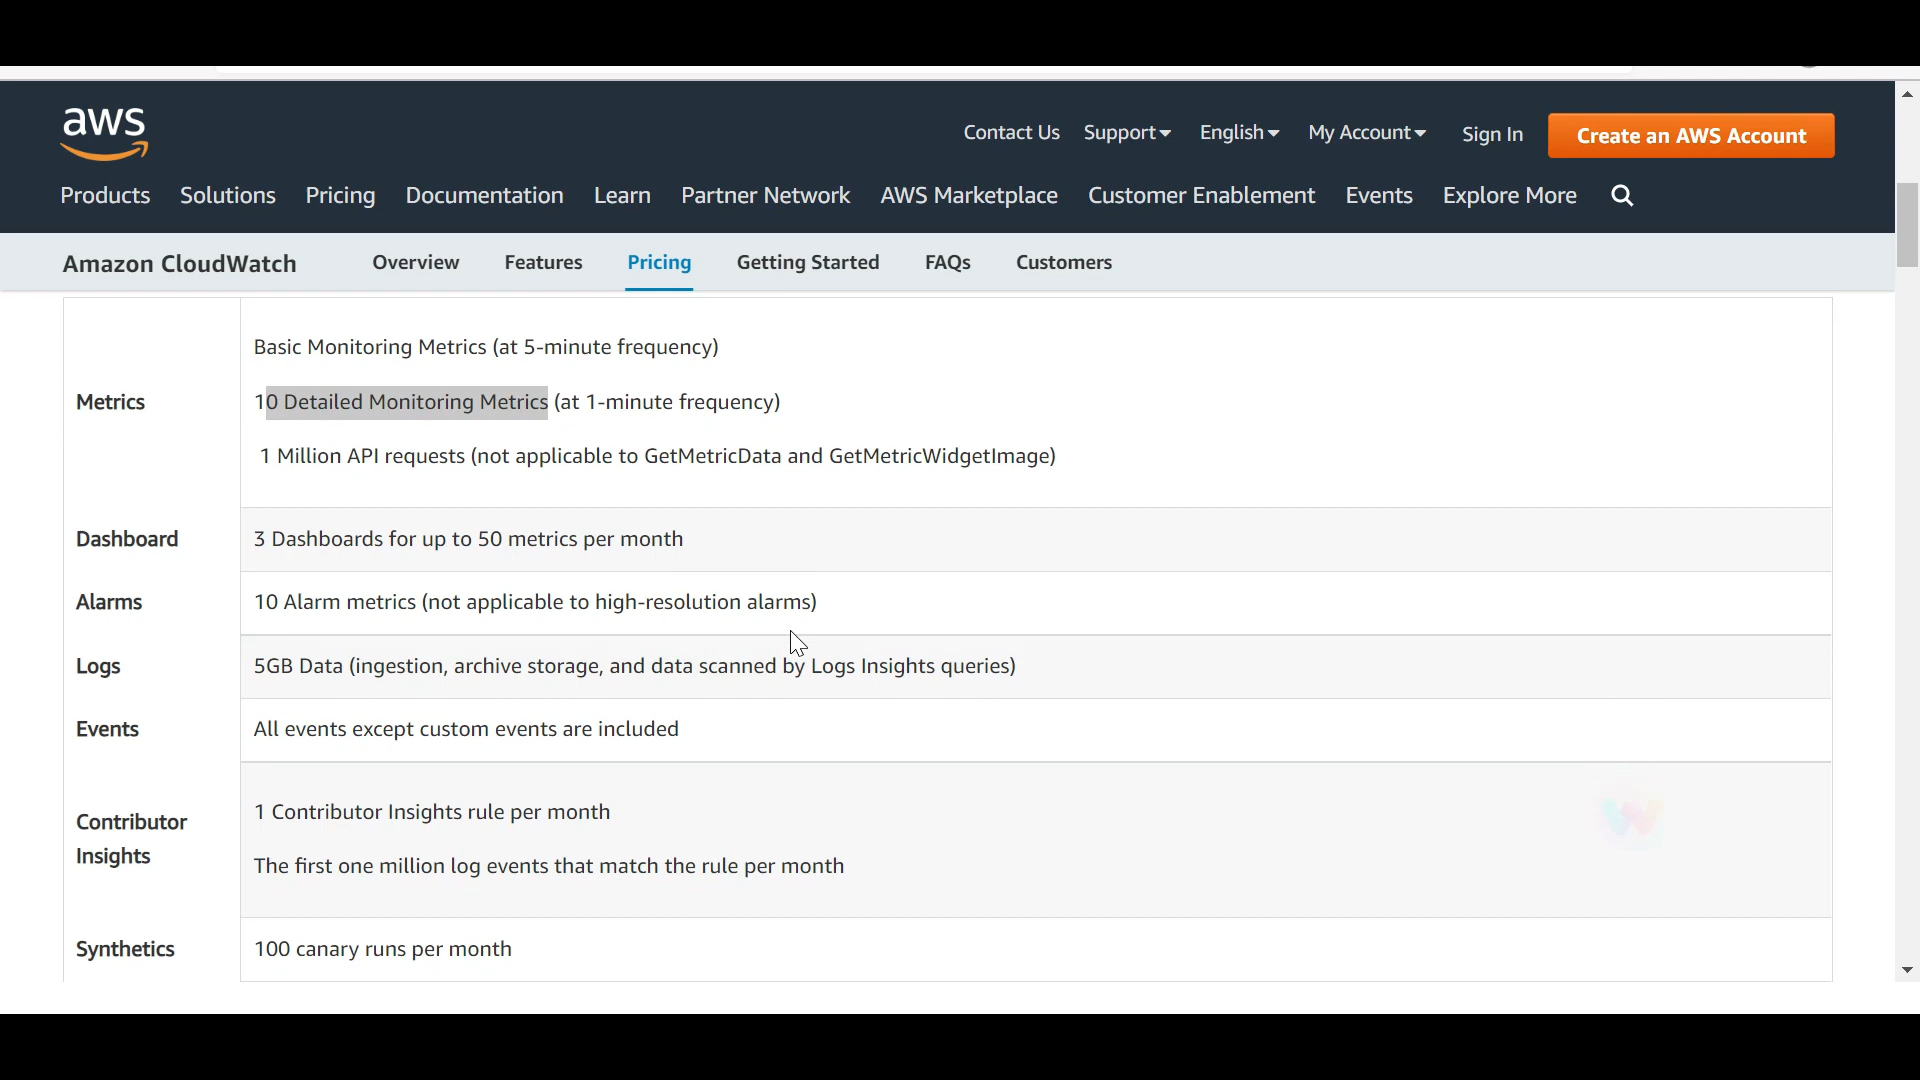 aws
Contact Us Support English My Account Sign In Create an AWS Account
Products Solutions Pricing Documentation Learn Partner Network AWS Marketplace Customer Enablement Events Explore More
Amazon CloudWatch Overview Features Pricing Getting Started FAQs Customers
Basic Monitoring Metrics (at 5-minute frequency)
Metrics 10 Detailed Monitoring Metrics (at 1-minute frequency)
1 Million API requests (not applicable to GetMetricData and GetMetricWidgetImage)
Dashboard 3 Dashboards for up to 50 metrics per month
Alarms 10 Alarm metrics (not applicable to high-resolution alarms)
Logs 5GB Data (ingestion, archive storage, and data scanned by Logs Insights queries)
Events All events except custom events are included
Contributor Insights
1 Contributor Insights rule per month
The first one million log events that match the rule per month
Synthetics 100 canary runs per month